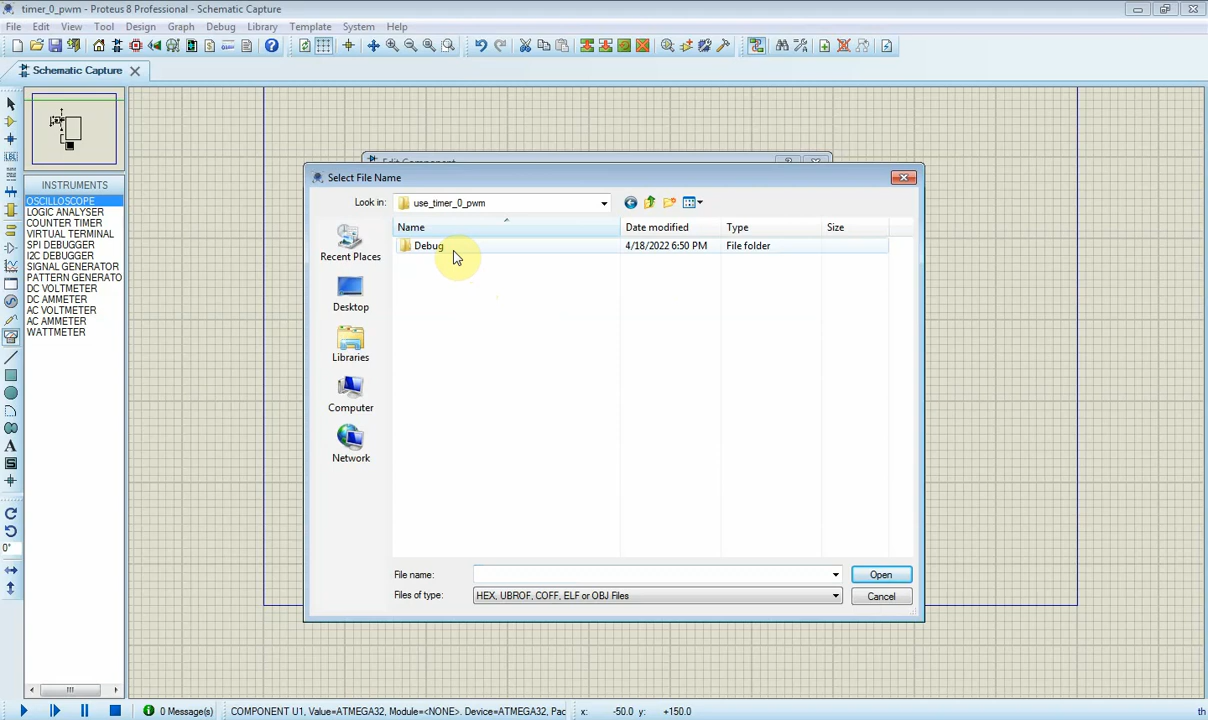 timer_0_pwm - Proteus 8 Professional - Schematic Capture
File Edit View Tool Design Graph Debug Library Template System Help
Schematic Capture
LBL
INSTRUMENTS
OSCILLOSCOPE
LOGIC ANALYSER
COUNTER TIMER
VIRTUAL TERMINAL
SPI DEBUGGER
I2C DEBUGGER
SIGNAL GENERATOR
PATTERN GENERATO
DC VOLTMETER
DC AMMETER
AC VOLTMETER
AC AMMETER
WATTMETER
A
0°
Select File Name
Look in: use_timer_0_pwm
Name Date modified Type Size
Debug 4/18/2022 6:50 PM File folder
Recent Places
Desktop
Libraries
Computer
Network
File name: Open
Files of type: HEX, UBROF, COFF, ELF or OBJ Files Cancel
0 Message(s) COMPONENT U1, Value=ATMEGA32, Module=<NONE>. Device=ATMEGA32, Pac x: -50.0 y: +150.0 th